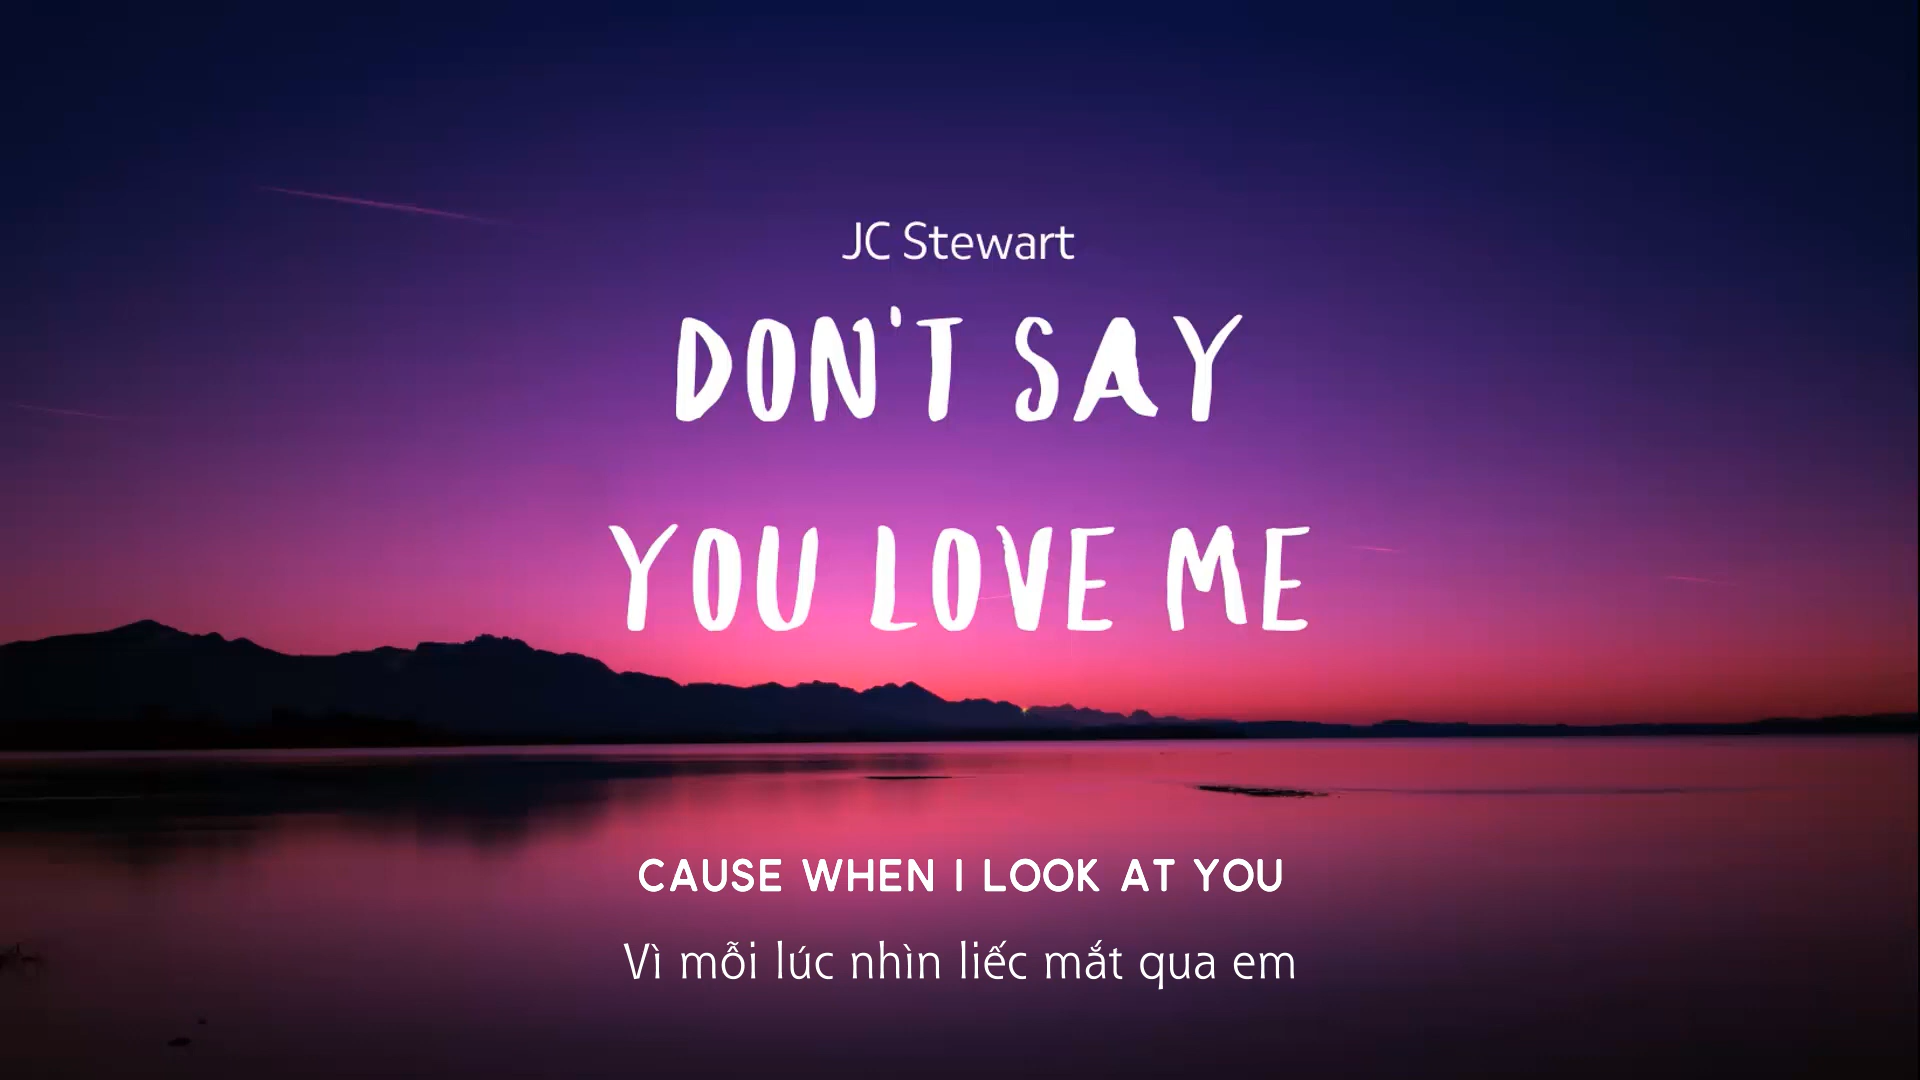 JC Stewart
DON'T SAY
YOU LOVE ME
CAUSE WHEN I LOOK AT YOU
Vì mỗi lúc nhìn liếc mắt qua em